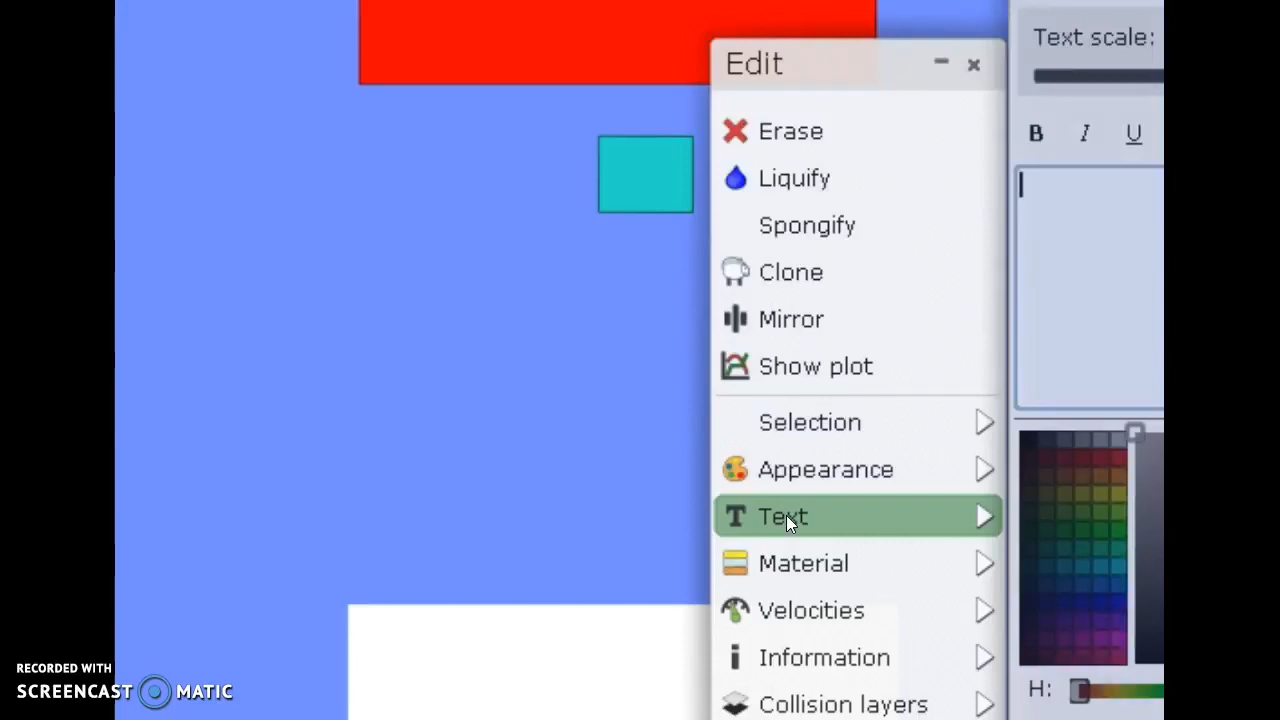 Edit
Erase
Liquify
Spongify
Clone
Mirror
Show plot
Selection
Appearance
Text
Material
Velocities
Information
Collision layers
Text scale:
B I U
H:
RECORDED WITH
SCREENCAST MATIC